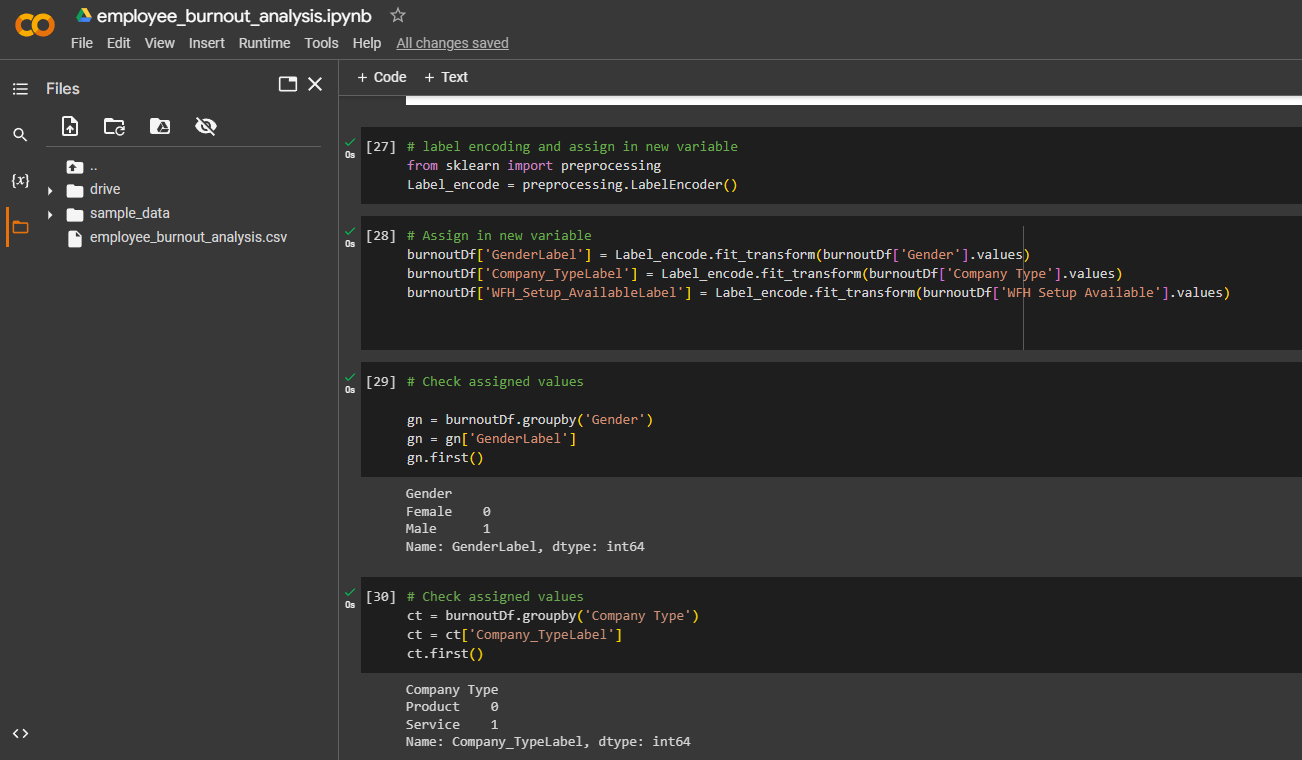 employee_burnout_analysis.ipynb
File Edit View Insert Runtime Tools Help All changes saved
Files
+ Code + Text
{x}
..
drive
sample_data
employee_burnout_analysis.csv
<>
0s
[27] # label encoding and assign in new variable
from sklearn import preprocessing
Label_encode = preprocessing.LabelEncoder()
0s
[28] # Assign in new variable
burnoutDf['GenderLabel'] = Label_encode.fit_transform(burnoutDf['Gender'].values)
burnoutDf['Company_TypeLabel'] = Label_encode.fit_transform(burnoutDf['Company Type'].values)
burnoutDf['WFH_Setup_AvailableLabel'] = Label_encode.fit_transform(burnoutDf['WFH Setup Available'].values)
0s
[29] # Check assigned values
gn = burnoutDf.groupby('Gender')
gn = gn['GenderLabel']
gn.first()
Gender
Female 0
Male 1
Name: GenderLabel, dtype: int64
0s
[30] # Check assigned values
ct = burnoutDf.groupby('Company Type')
ct = ct['Company_TypeLabel']
ct.first()
Company Type
Product 0
Service 1
Name: Company_TypeLabel, dtype: int64